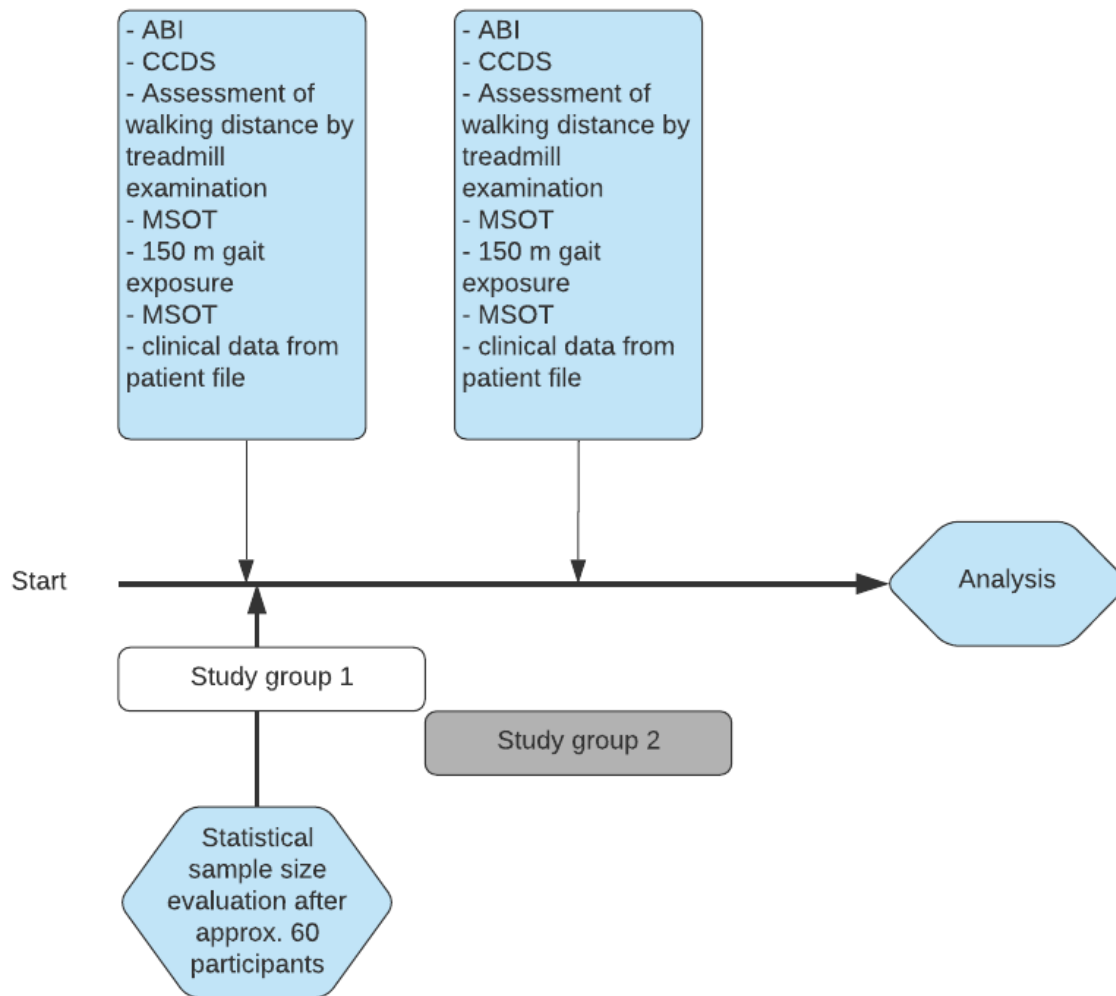 - ABI
- CCDS
- Assessment of
walking distance by
treadmill
examination
- MSOT
- 150 m gait
exposure
- MSOT
- clinical data from
patient file
- ABI
- CCDS
- Assessment of
walking distance by
treadmill
examination
- MSOT
- 150 m gait
exposure
- MSOT
- clinical data from
patient file
Start
Analysis
Study group 1
Study group 2
Statistical
sample size
evaluation after
approx. 60
participants